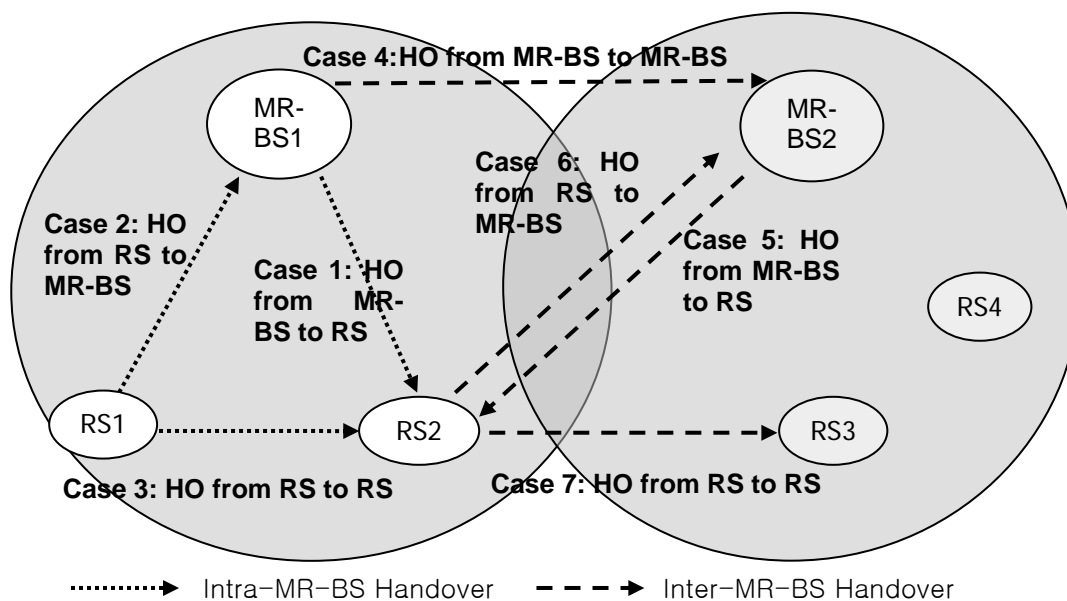 Case 4:HO from MR-BS to MR-BS
MR-
BS1
MR-
BS2
Case 6: HO
from RS to
MR-BS
Case 2: HO
from RS to
MR-BS
Case 1: HO
from MR-
BS to RS
Case 5: HO
from MR-BS
to RS
RS4
RS1
RS2
RS3
Case 3: HO from RS to RS
Case 7: HO from RS to RS
Intra-MR-BS Handover
Inter-MR-BS Handover